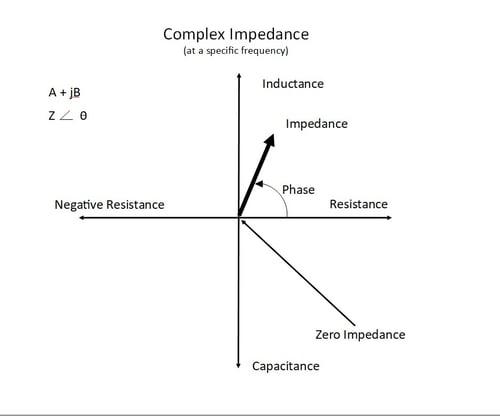 Complex Impedance
(at a specific frequency)
Inductance
A + jB
Z ∠ θ
Impedance
Phase
Negative Resistance
Resistance
Zero Impedance
Capacitance